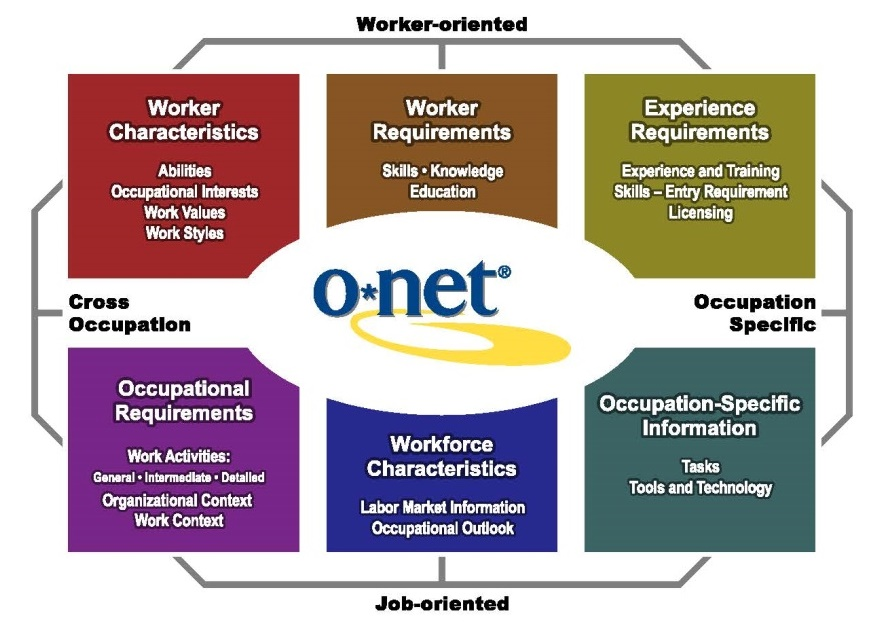 Worker-oriented
Worker
Characteristics
Abilities
Occupational Interests
Work Values
Work Styles
Worker
Requirements
Skills • Knowledge
Education
Experience
Requirements
Experience and Training
Skills – Entry Requirement
Licensing
Cross
Occupation
o*net®
Occupation
Specific
Occupational
Requirements
Work Activities:
General • Intermediate • Detailed
Organizational Context
Work Context
Workforce
Characteristics
Labor Market Information
Occupational Outlook
Occupation-Specific
Information
Tasks
Tools and Technology
Job-oriented